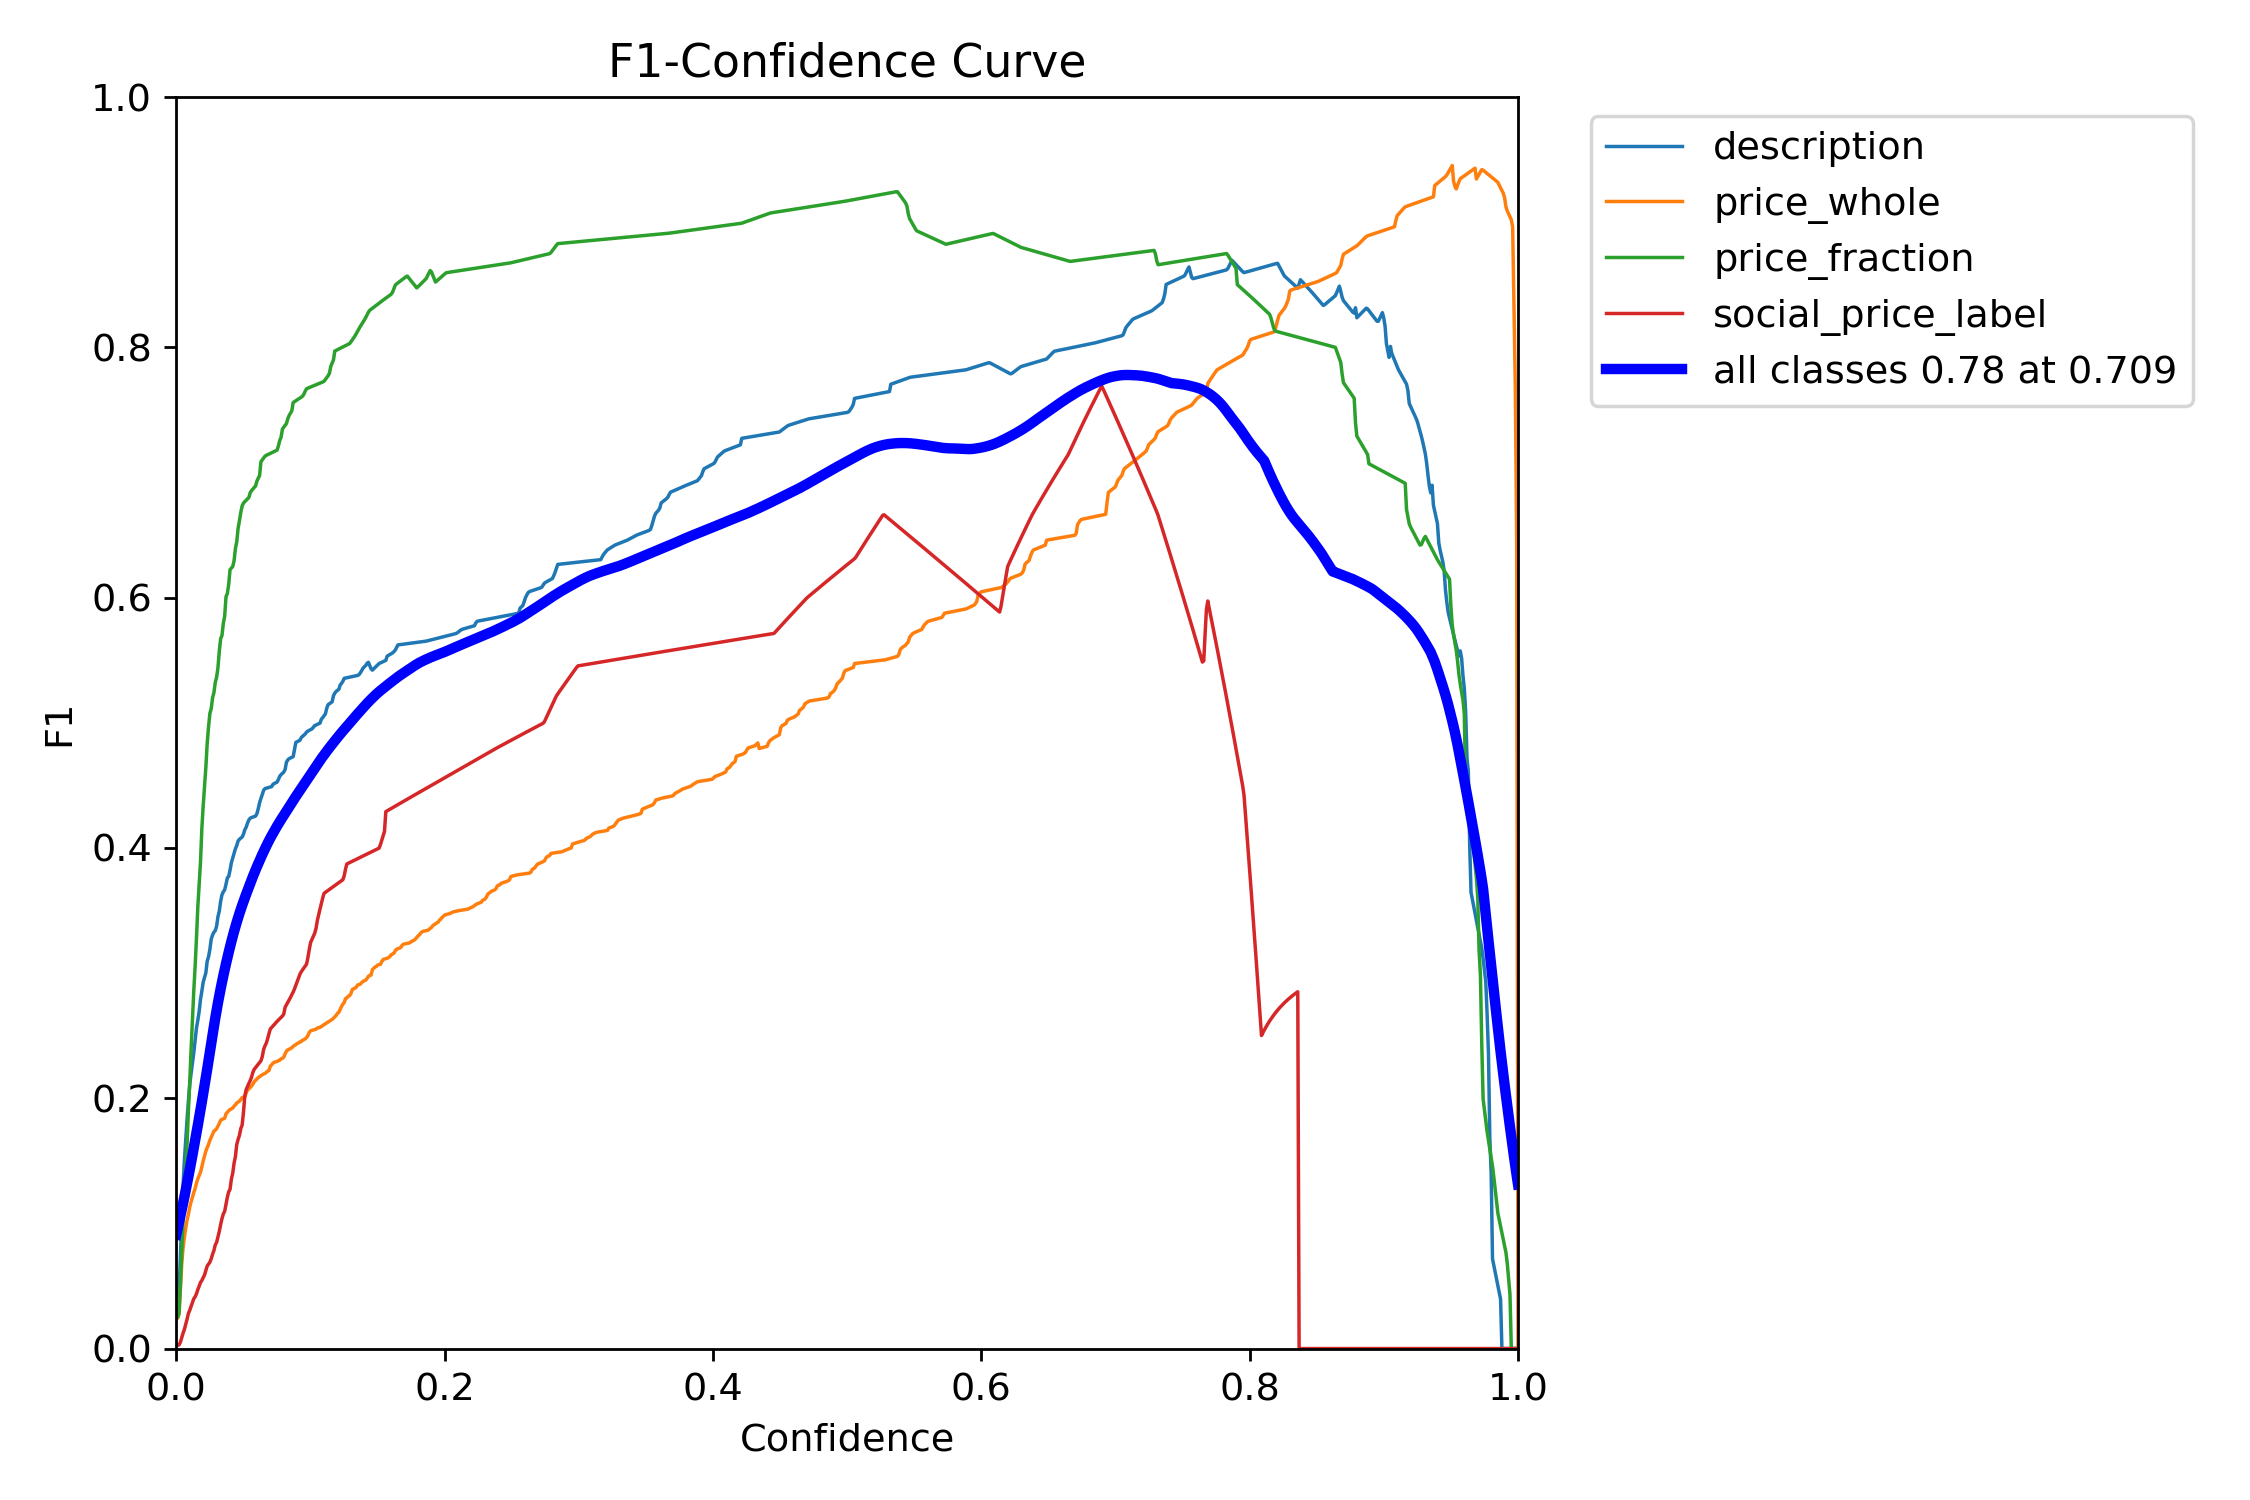 F1-Confidence Curve
1.0
0.8
0.6
0.4
0.2
0.0
F1
0.0 0.2 0.4 0.6 0.8 1.0
Confidence
description
price_whole
price_fraction
social_price_label
all classes 0.78 at 0.709